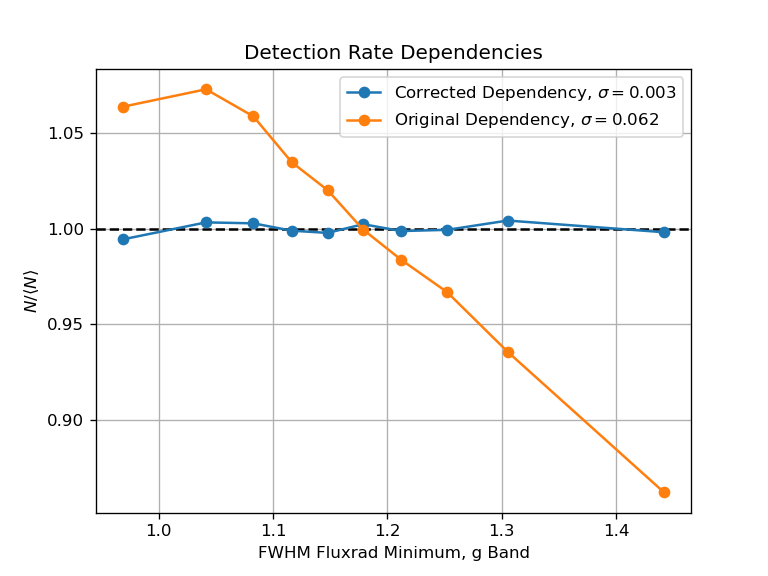 Detection Rate Dependencies
Corrected Dependency, σ = 0.003
Original Dependency, σ = 0.062
1.05
1.00
0.95
0.90
N/⟨N⟩
1.0 1.1 1.2 1.3 1.4
FWHM Fluxrad Minimum, g Band